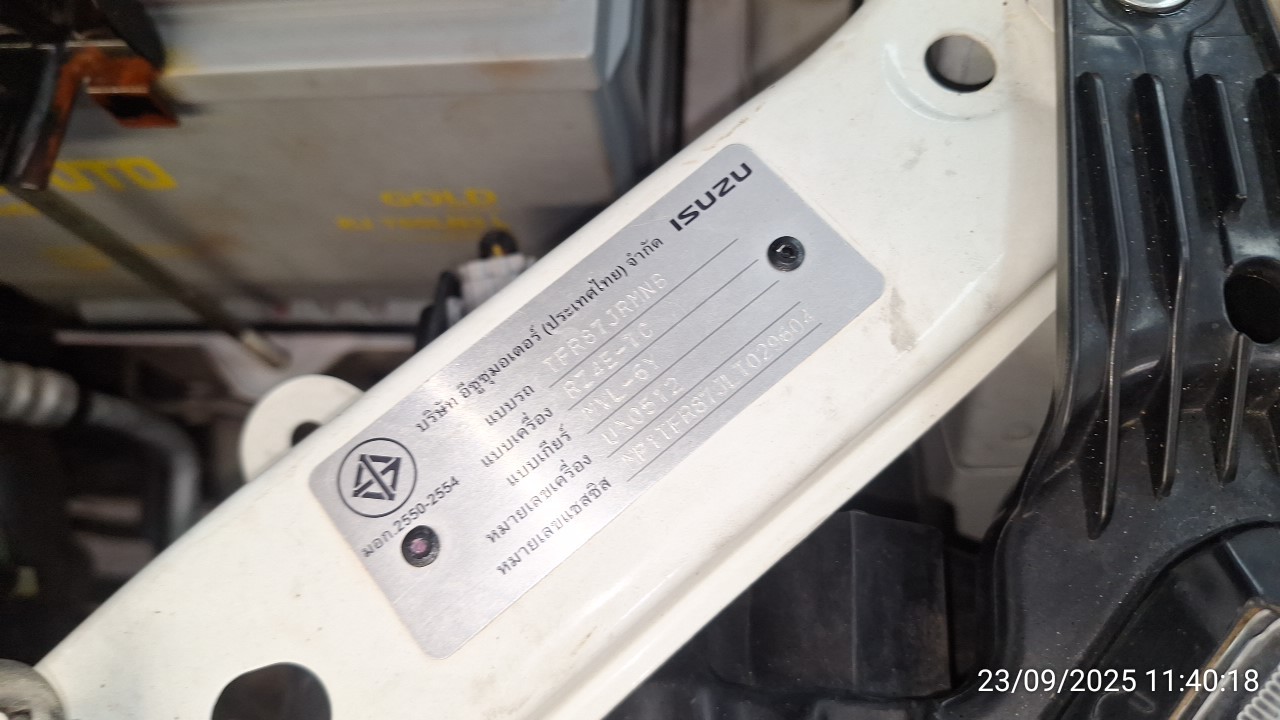 GOLD
ISUZU
บริษัท อีซูซุมอเตอร์ (ประเทศไทย) จำกัด
แบบรถ TFR87JRMN6
แบบเครื่อง RZ4E-TC
แบบเกียร์ MVL-6Y
หมายเลขเครื่อง
หมายเลขแชสซิส
มอก.2550-2554
23/09/2025 11:40:18